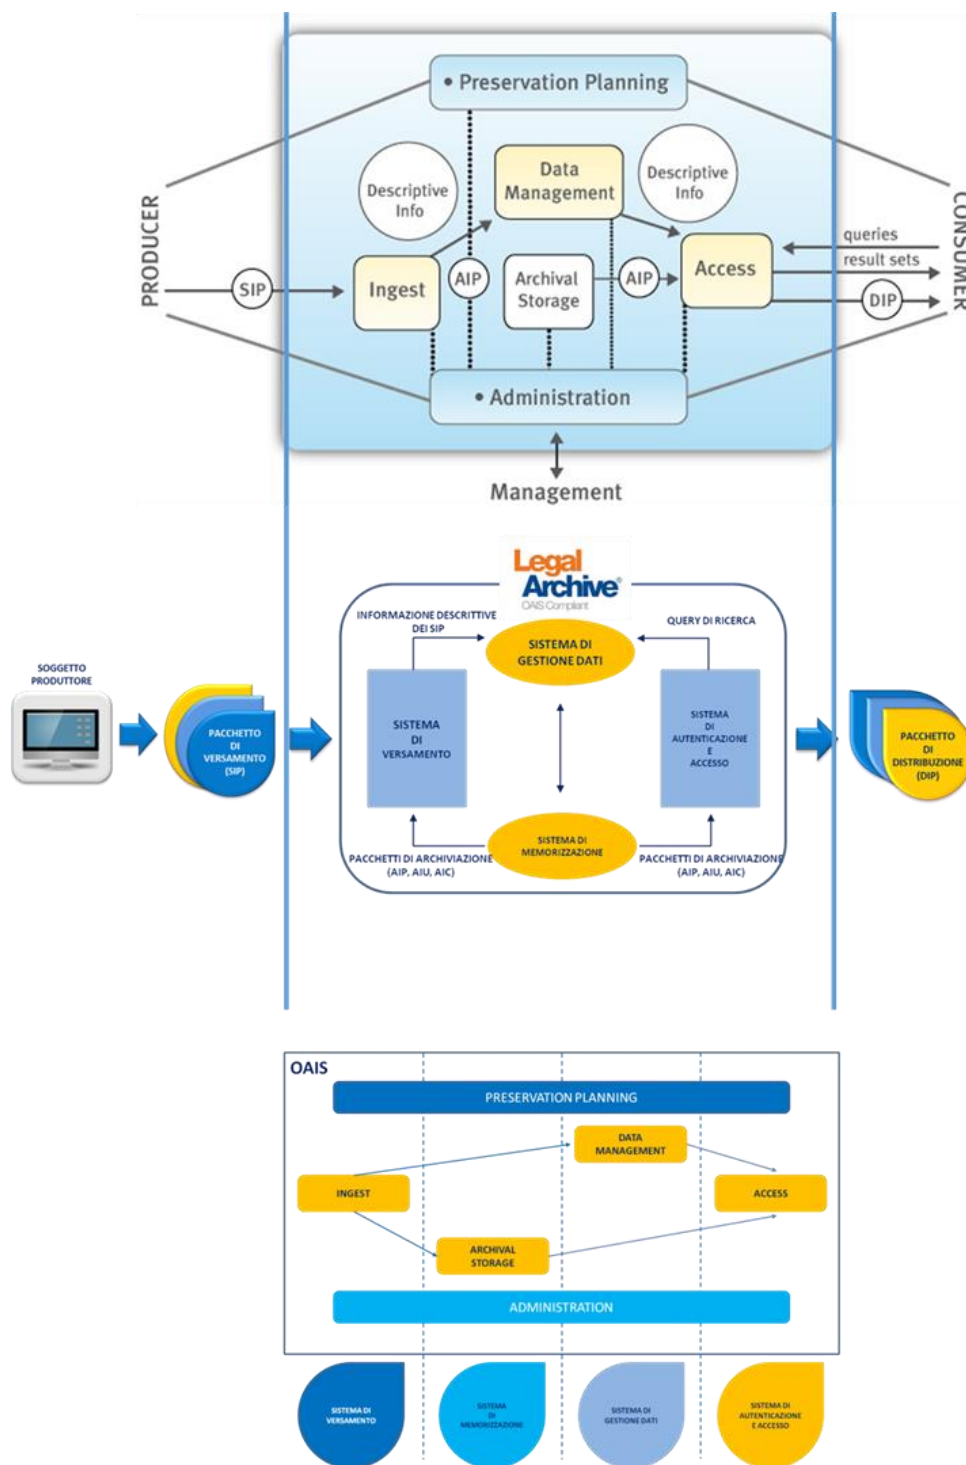 • Preservation Planning
Descriptive
Info
Data
Management
Descriptive
Info
PRODUCER
CONSUMER
SIP
Ingest
AIP
Archival
Storage
AIP
Access
queries
result sets
DIP
• Administration
Management
Legal
Archive®
OAIS Compliant
INFORMAZIONE DESCRITTIVE
DEI SIP
QUERY DI RICERCA
SISTEMA DI
GESTIONE DATI
SOGGETTO
PRODUTTORE
PACCHETTO
DI
VERSAMENTO
(SIP)
SISTEMA
DI
VERSAMENTO
SISTEMA
DI
AUTENTICAZIONE
E
ACCESSO
PACCHETTO
DI
DISTRIBUZIONE
(DIP)
SISTEMA DI
MEMORIZZAZIONE
PACCHETTI DI ARCHIVIAZIONE
(AIP, AIU, AIC)
PACCHETTI DI ARCHIVIAZIONE
(AIP, AIU, AIC)
OAIS
PRESERVATION PLANNING
DATA
MANAGEMENT
INGEST
ACCESS
ARCHIVAL
STORAGE
ADMINISTRATION
SISTEMA DI
VERSAMENTO
SISTEMA
DI
MEMORIZZAZIONE
SISTEMA DI
GESTIONE DATI
SISTEMA DI
AUTENTICAZIONE
E ACCESSO